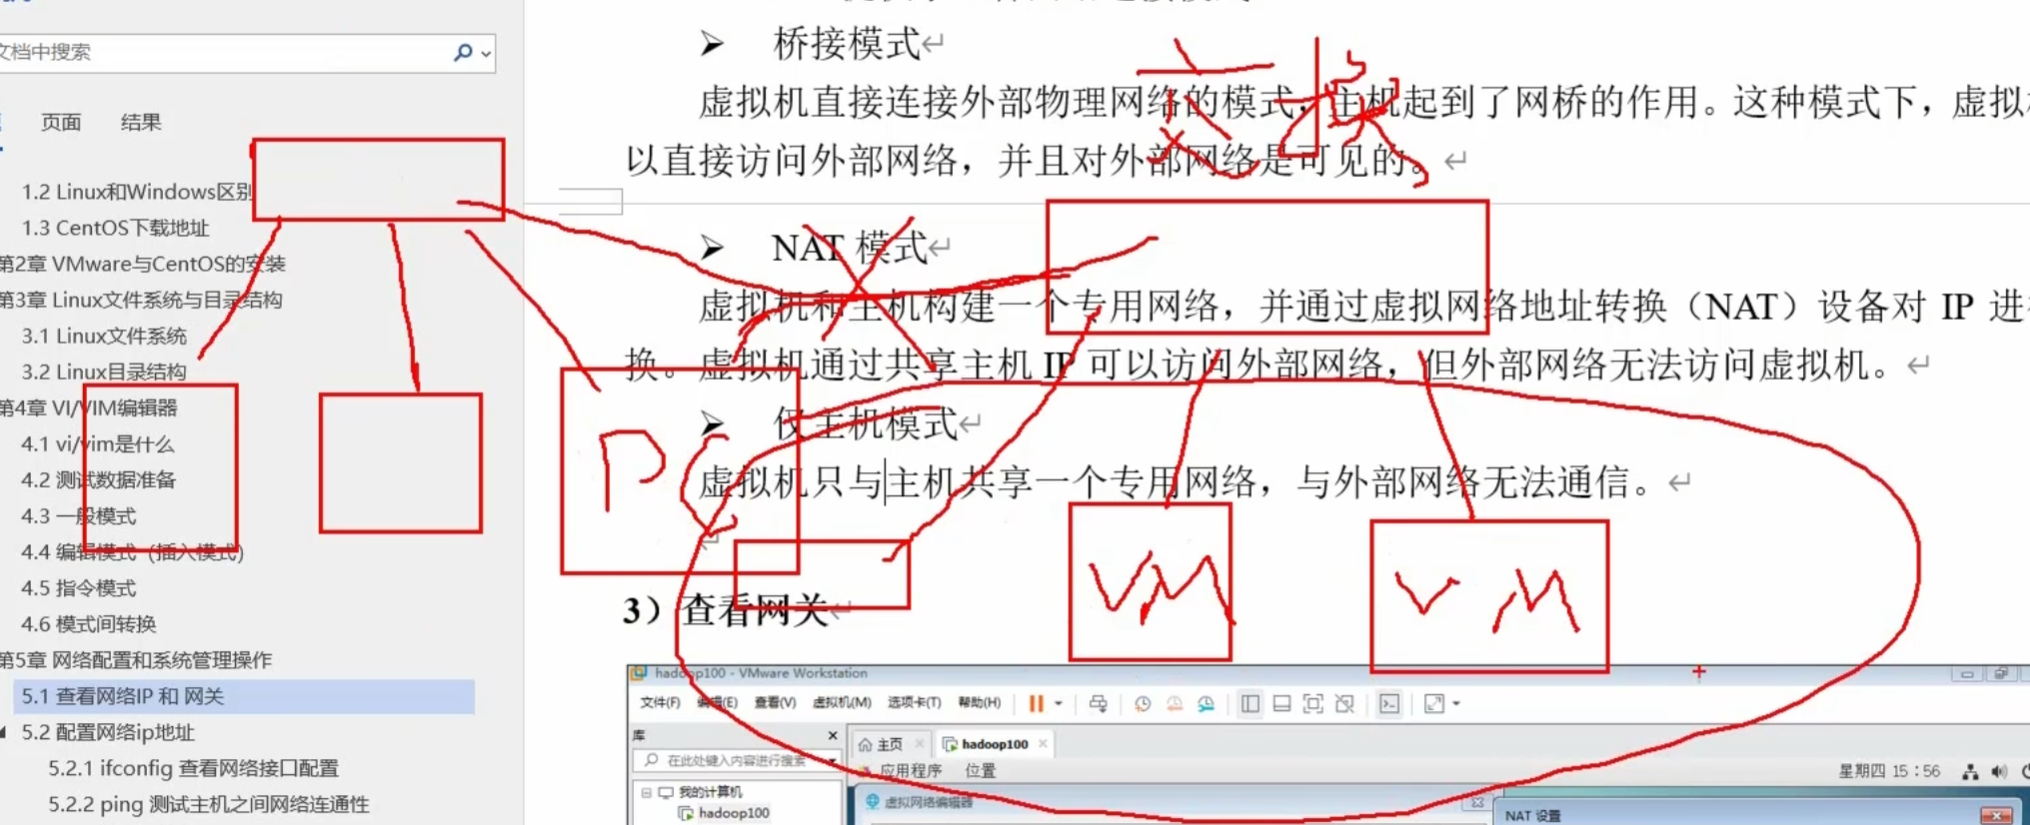 文档中搜索
页面 结果
1.2 Linux和Windows区别
1.3 CentOS下载地址
第2章 VMware与CentOS的安装
第3章 Linux文件系统与目录结构
3.1 Linux文件系统
3.2 Linux目录结构
第4章 VI/VIM编辑器
4.1 vi/vim是什么
4.2 测试数据准备
4.3 一般模式
4.4 编辑模式（插入模式)
4.5 指令模式
4.6 模式间转换
第5章 网络配置和系统管理操作
5.1 查看网络IP 和 网关
5.2 配置网络ip地址
5.2.1 ifconfig 查看网络接口配置
5.2.2 ping 测试主机之间网络连通性
➢ 桥接模式
交换
虚拟机直接连接外部物理网络的模式，主机起到了网桥的作用。这种模式下，虚拟
以直接访问外部网络，并且对外部网络是可见的。
➢ NAT 模式
虚拟机和主机构建一个专用网络，并通过虚拟网络地址转换（NAT）设备对 IP 进
换。虚拟机通过共享主机 IP 可以访问外部网络，但外部网络无法访问虚拟机。
➢ 仅主机模式
虚拟机只与主机共享一个专用网络，与外部网络无法通信。
PC
VM
VM
3）查看网关
hadoop100 - VMware Workstation
文件(F) 编辑(E) 查看(V) 虚拟机(M) 选项卡(T) 帮助(H)
库
在此处键入内容进行搜索
我的计算机
hadoop100
主页 hadoop100
应用程序 位置
星期四 15：56
虚拟网络编辑器
NAT 设置